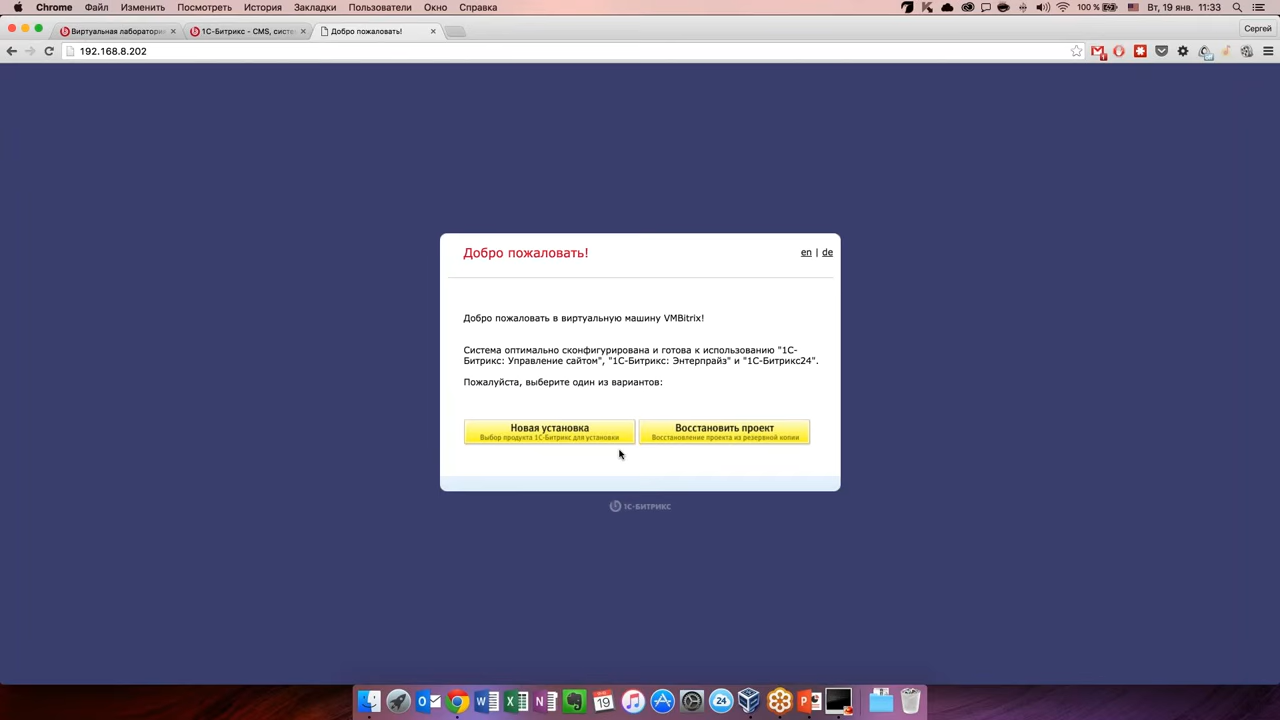 Chrome Файл Изменить Посмотреть История Закладки Пользователи Окно Справка 100 % Вт, 19 янв. 11:33
Виртуальная лаборатори 1С-Битрикс - CMS, систе Добро пожаловать! Сергей
192.168.8.202
Добро пожаловать! en | de
Добро пожаловать в виртуальную машину VMBitrix!
Система оптимально сконфигурирована и готова к использованию "1С-
Битрикс: Управление сайтом", "1С-Битрикс: Энтерпрайз" и "1С-Битрикс24".
Пожалуйста, выберите один из вариантов:
Новая установка Восстановить проект
Выбор продукта 1С-Битрикс для установки Восстановление проекта из резервной копии
1С-БИТРИКС
19 24